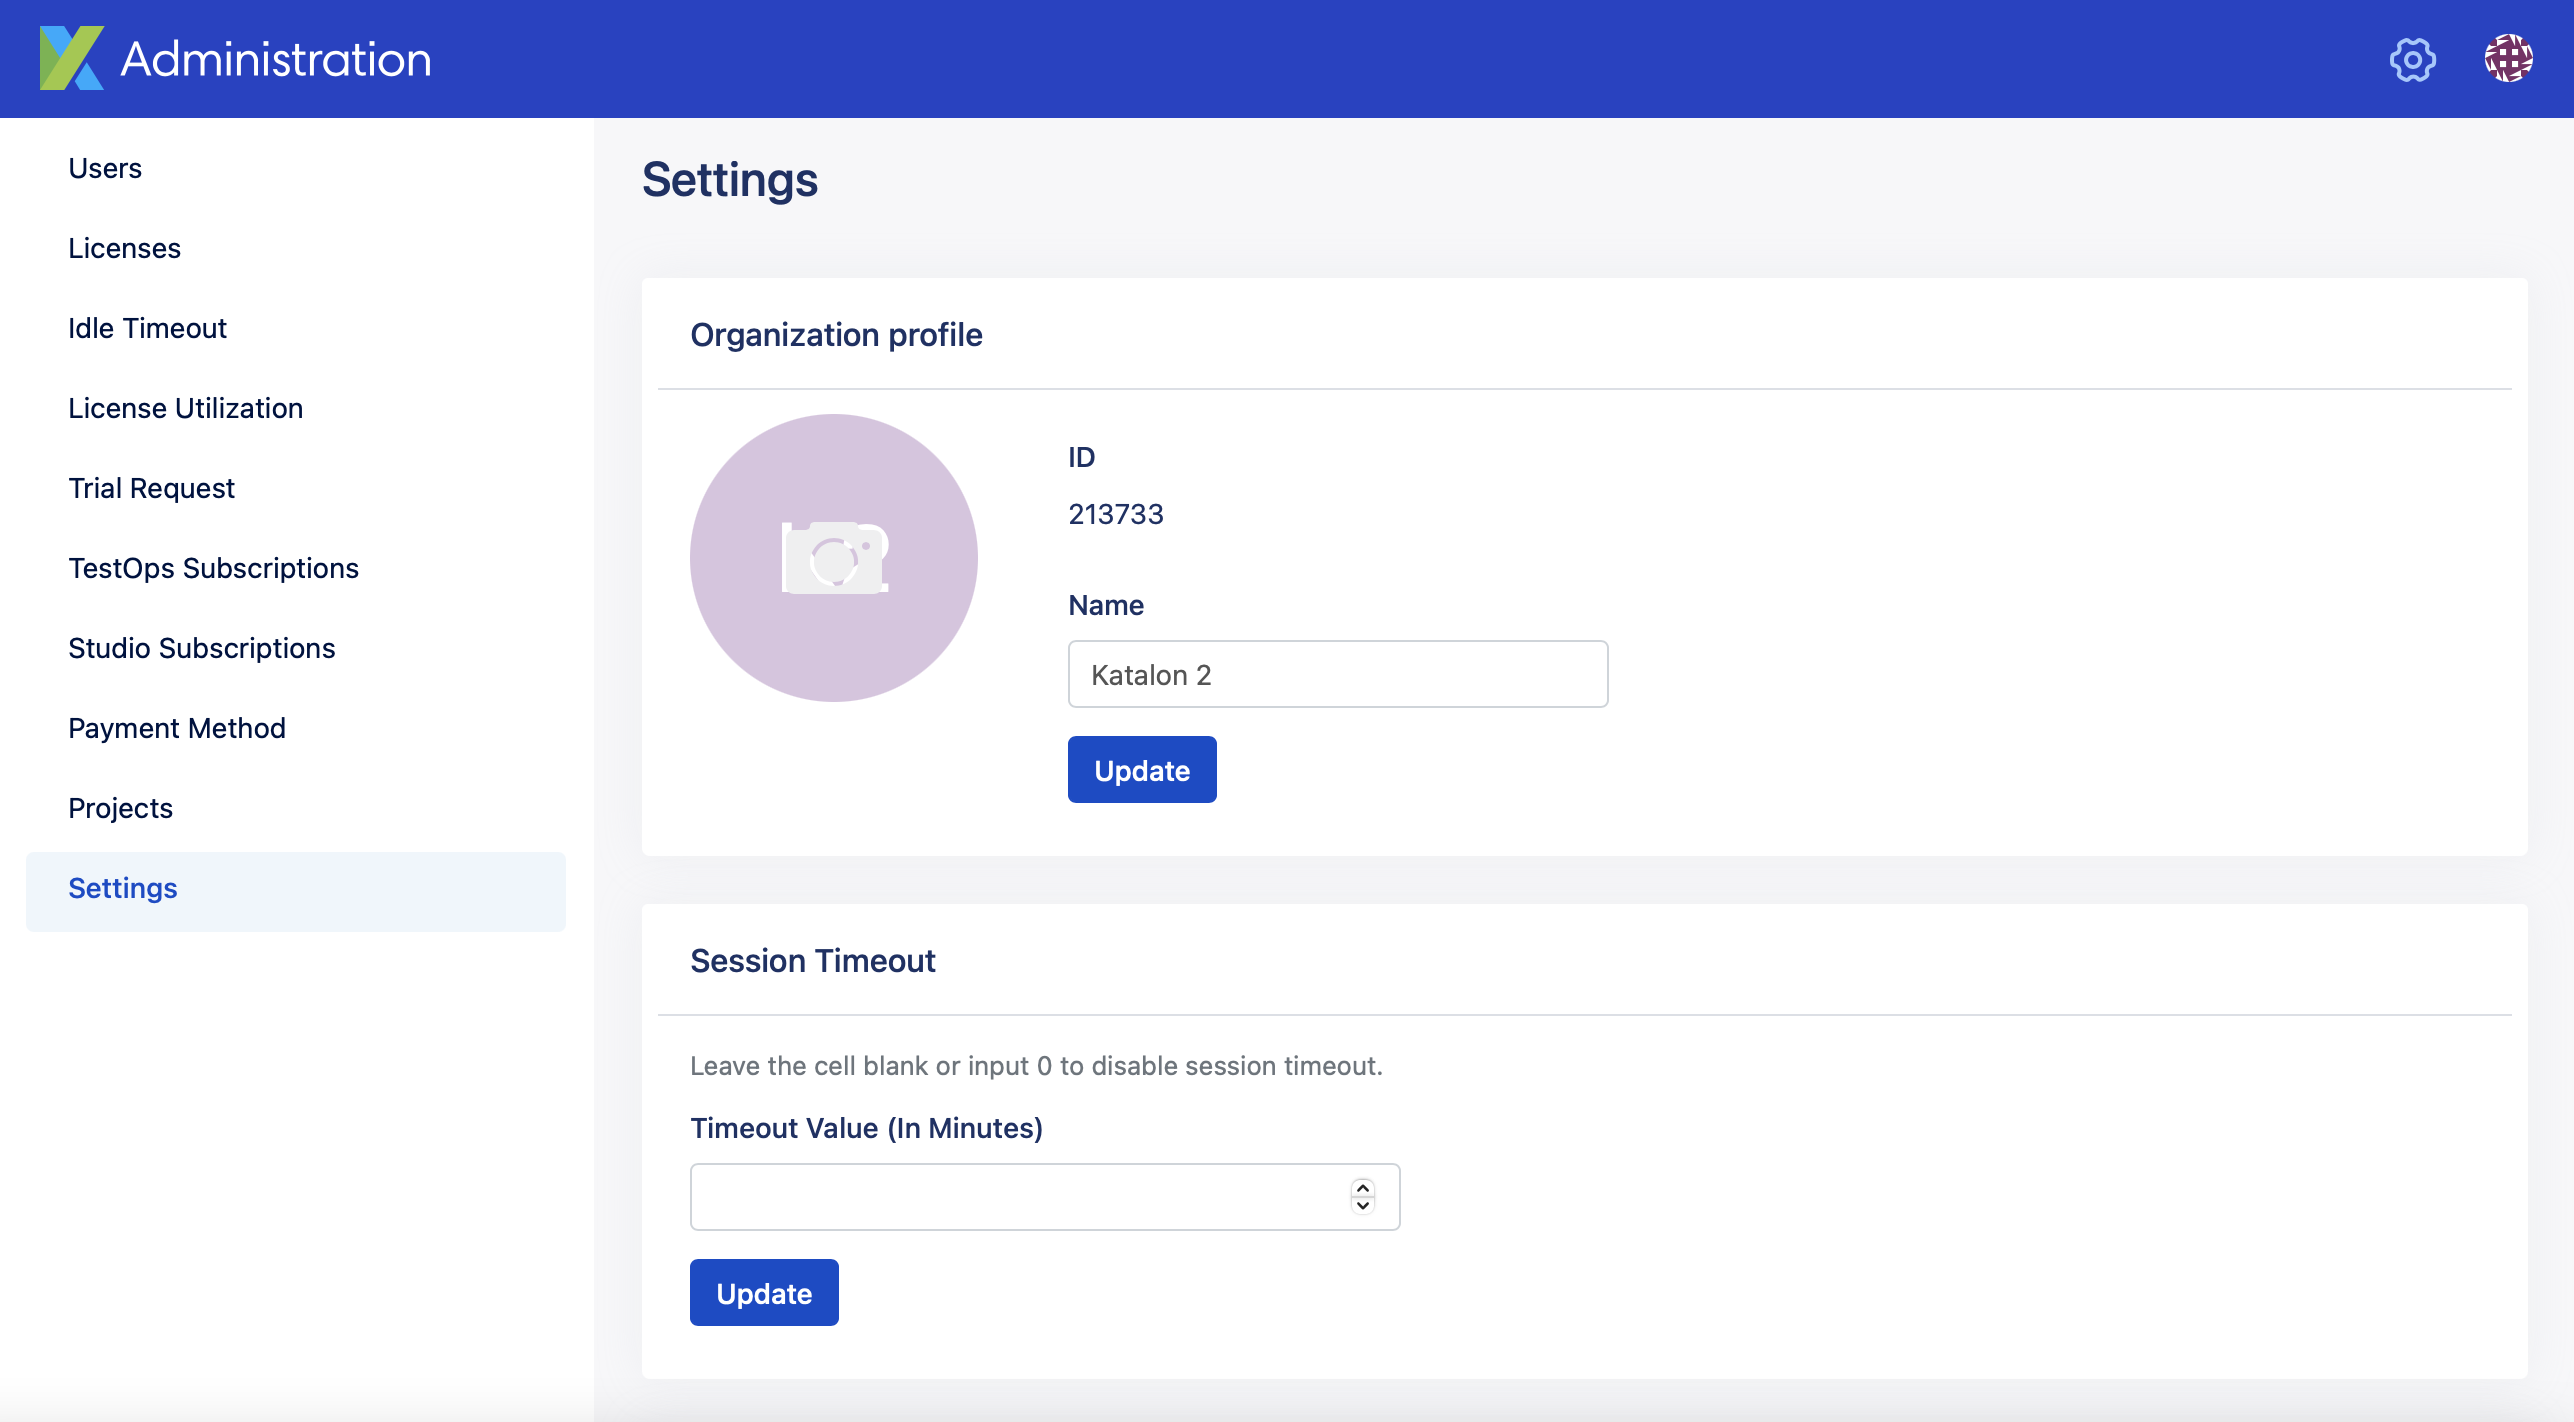 Administration
Users
Licenses
Idle Timeout
License Utilization
Trial Request
TestOps Subscriptions
Studio Subscriptions
Payment Method
Projects
Settings
Settings
Organization profile
ID
213733
Name
Katalon 2
Update
Session Timeout
Leave the cell blank or input 0 to disable session timeout.
Timeout Value (In Minutes)
Update